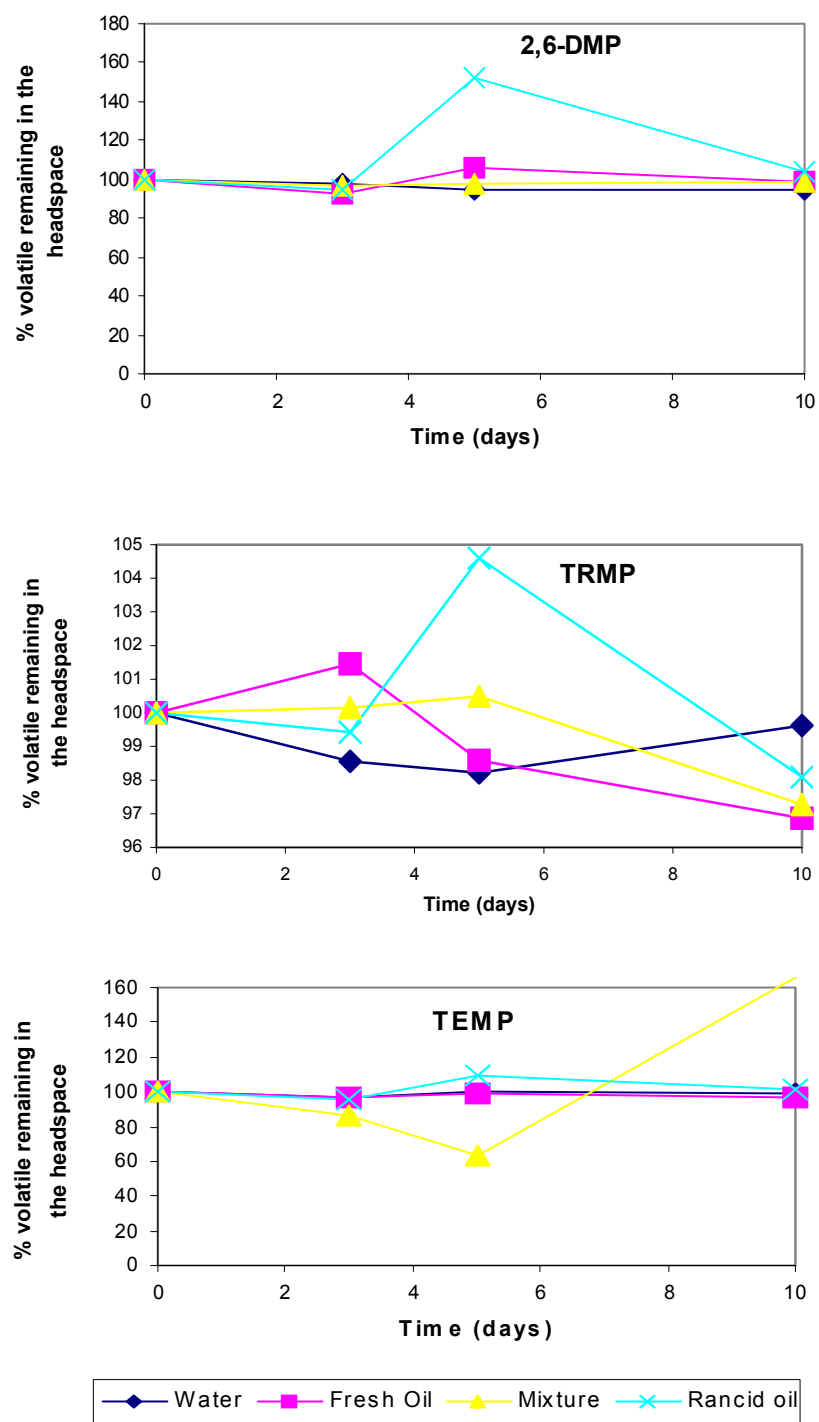 2,6-DMP
% volatile remaining in the
headspace
180
160
140
120
100
80
60
40
20
0
0 2 4 6 8 10
Time (days)
TRMP
% volatile remaining in
the headspace
105
104
103
102
101
100
99
98
97
96
0 2 4 6 8 10
Time (days)
TEMP
% volatile remaining in
the headspace
160
140
120
100
80
60
40
20
0
0 2 4 6 8 10
Time (days)
Water Fresh Oil Mixture Rancid oil